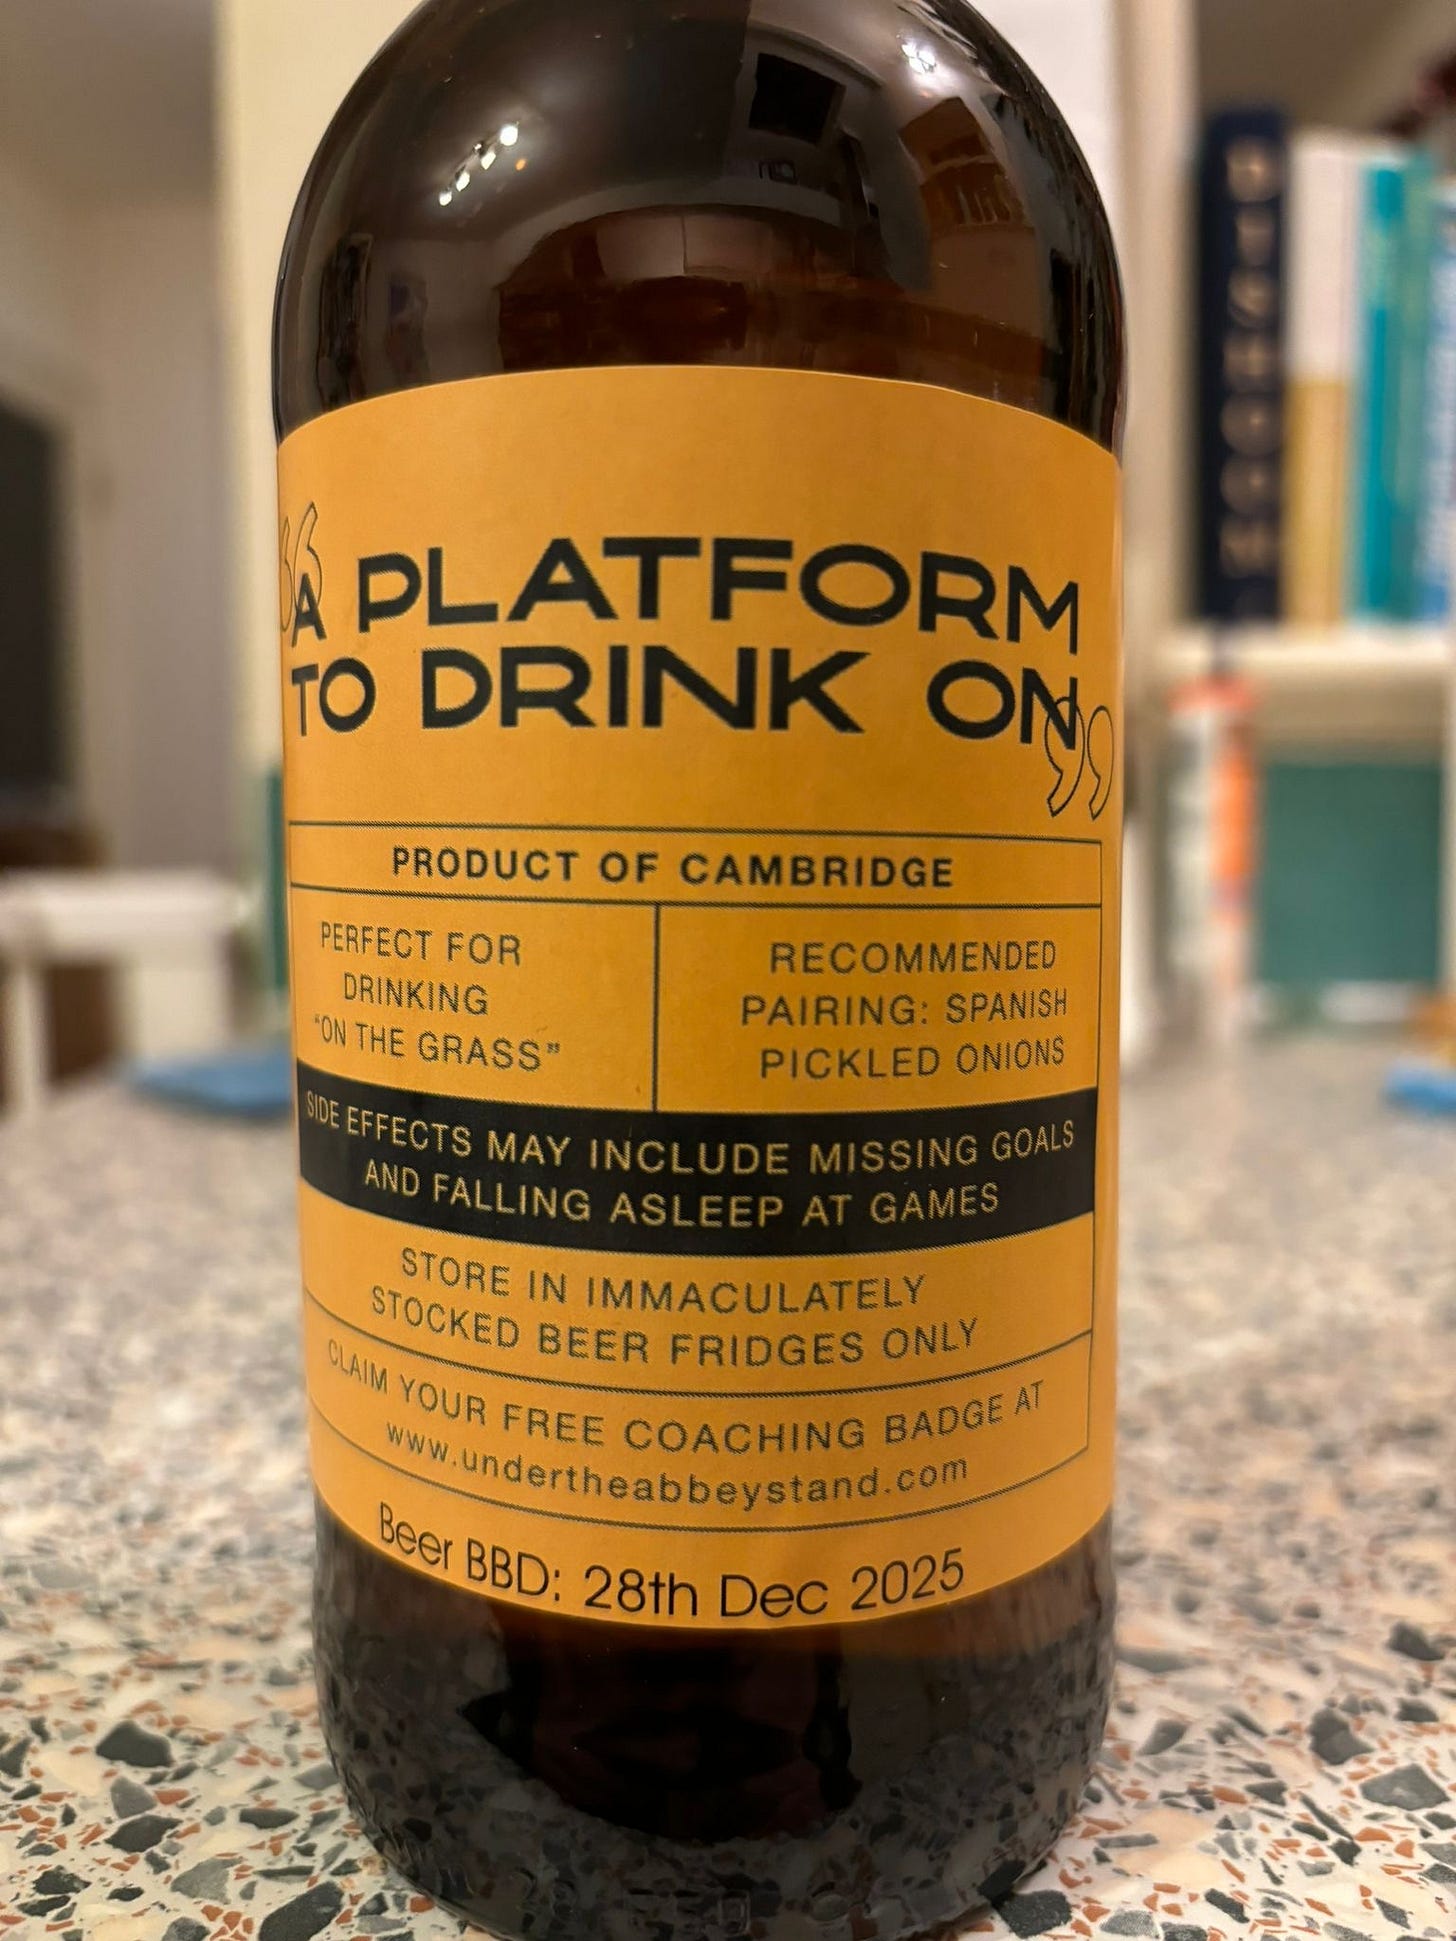 “A PLATFORM
TO DRINK ON”
PRODUCT OF CAMBRIDGE
PERFECT FOR
DRINKING
“ON THE GRASS”
RECOMMENDED
PAIRING: SPANISH
PICKLED ONIONS
SIDE EFFECTS MAY INCLUDE MISSING GOALS
AND FALLING ASLEEP AT GAMES
STORE IN IMMACULATELY
STOCKED BEER FRIDGES ONLY
CLAIM YOUR FREE COACHING BADGE AT
www.undertheabbeystand.com
Beer BBD: 28th Dec 2025